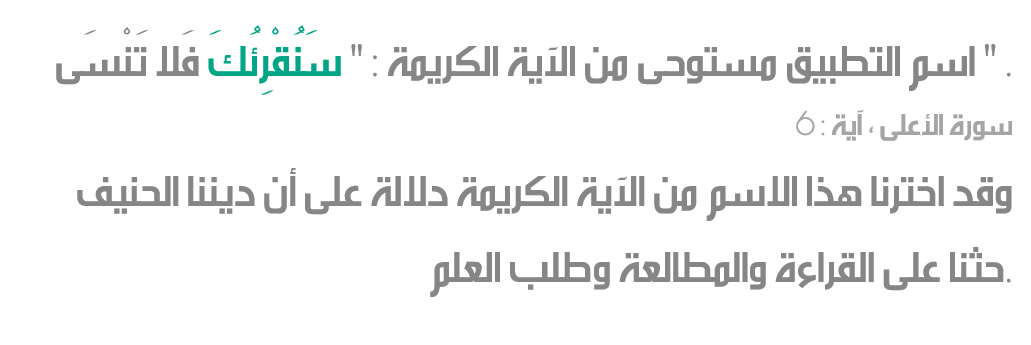 اسم التطبيق مستوحى من الآية الكريمة : " سَنُقْرِئُكَ فَلا تَنْسَى " .
سورة الأعلى ، آية : 6
وقد اخترنا هذا الاسم من الآية الكريمة دلالة على أن ديننا الحنيف
حثنا على القراءة والمطالعة وطلب العلم.